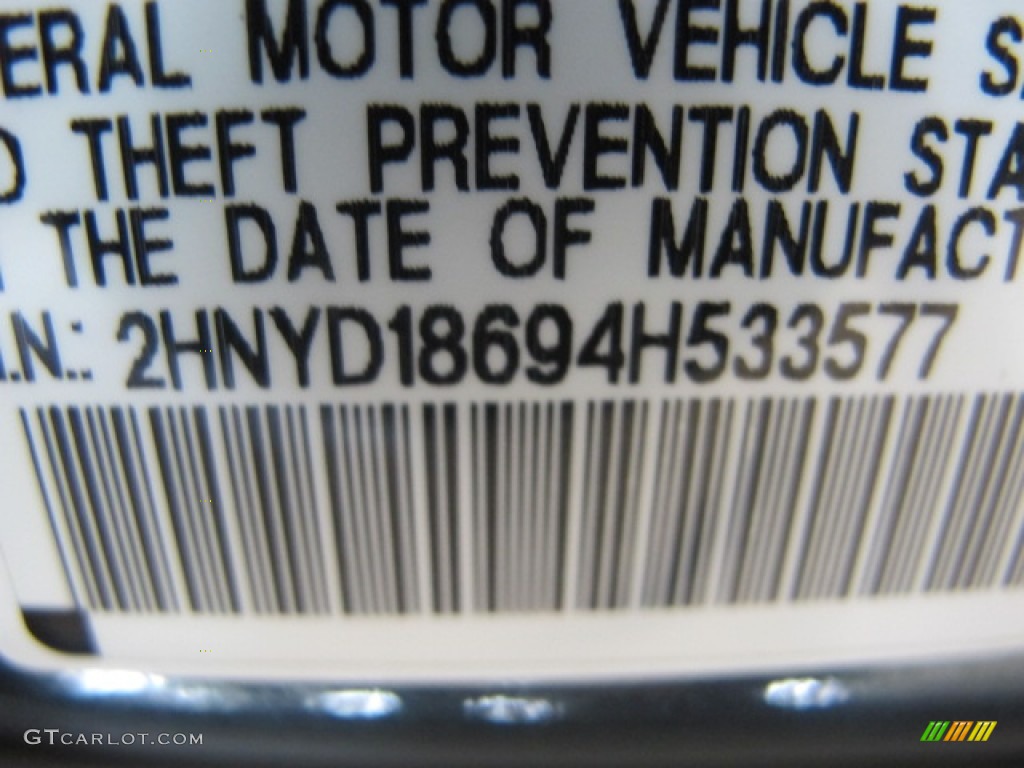 ERAL MOTOR VEHICLE S
D THEFT PREVENTION STA
THE DATE OF MANUFACT
.N.: 2HNYD18694H533577
GTCARLOT.COM